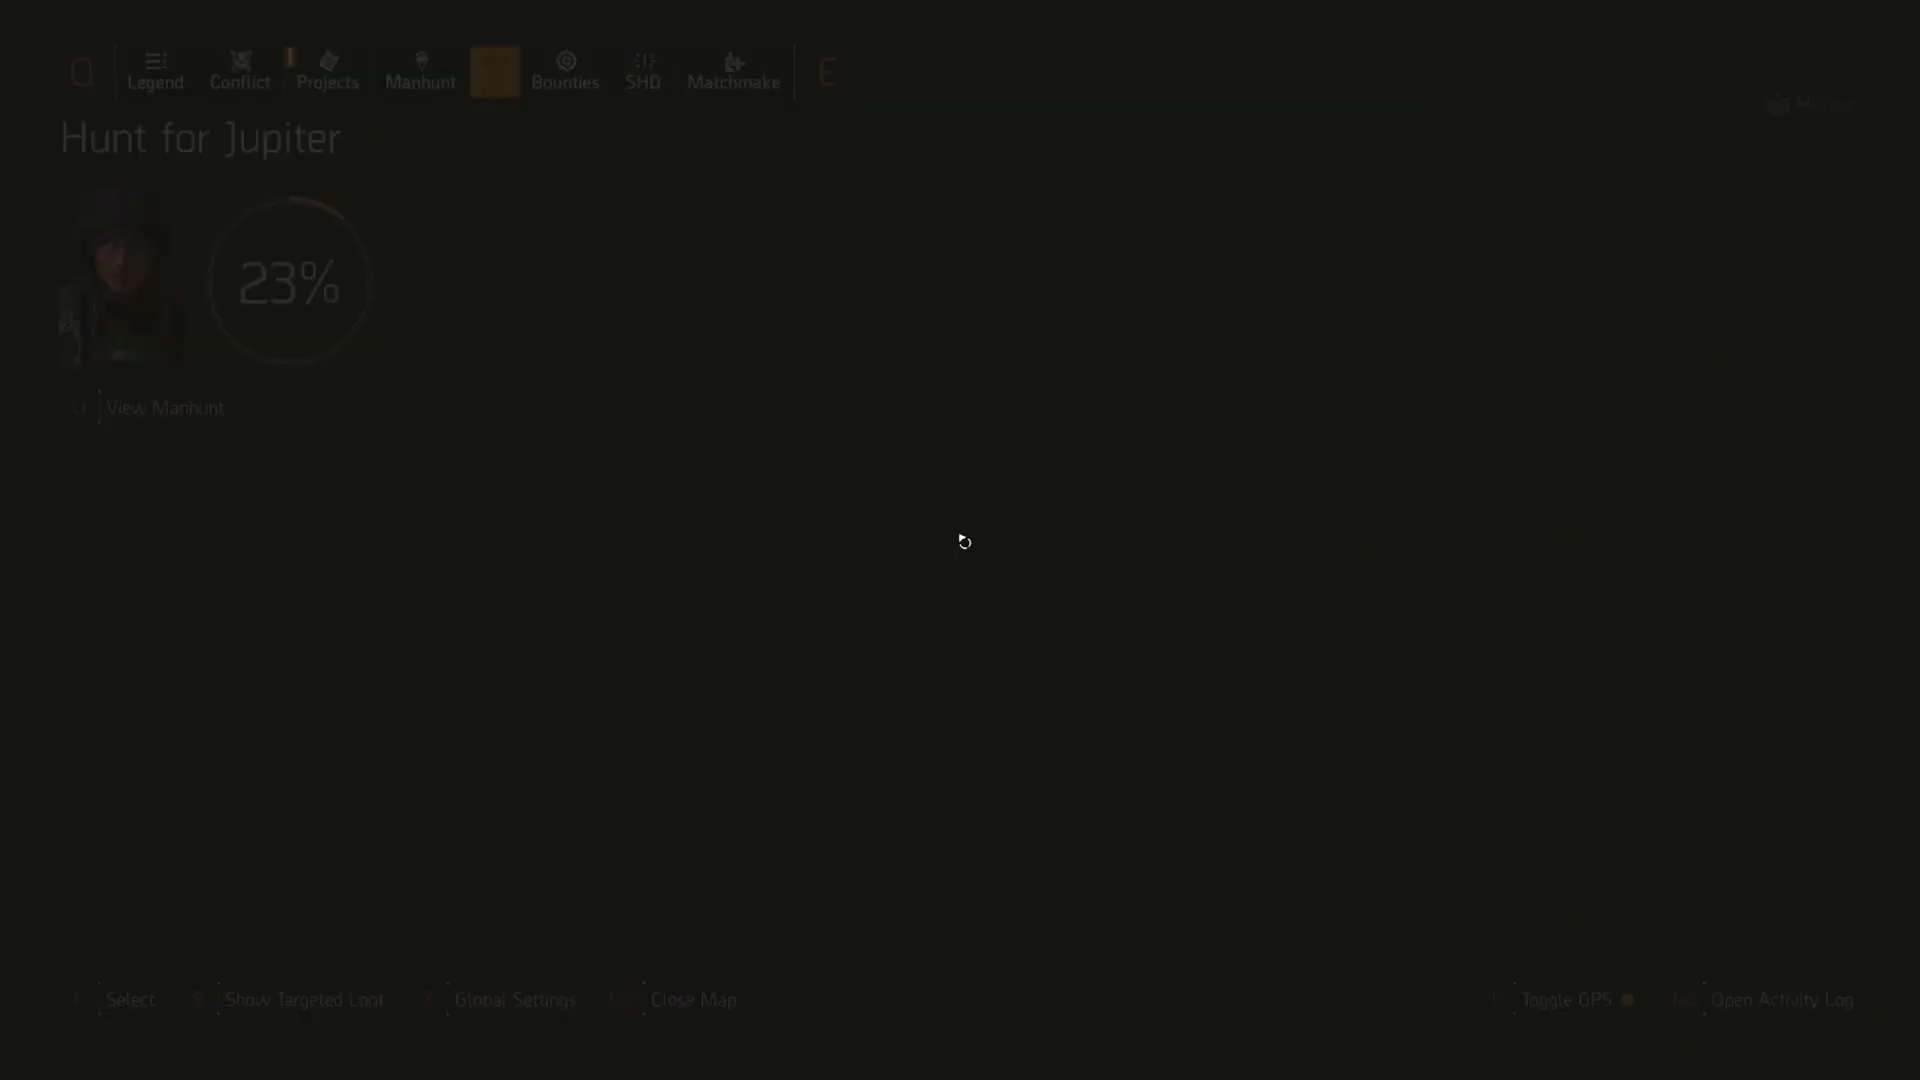 Q Legend Conflict Projects Manhunt Bounties SHD Matchmake E
Hunt for Jupiter
23%
View Manhunt
Select Show Targeted Loot Global Settings Close Map Toggle GPS Open Activity Log